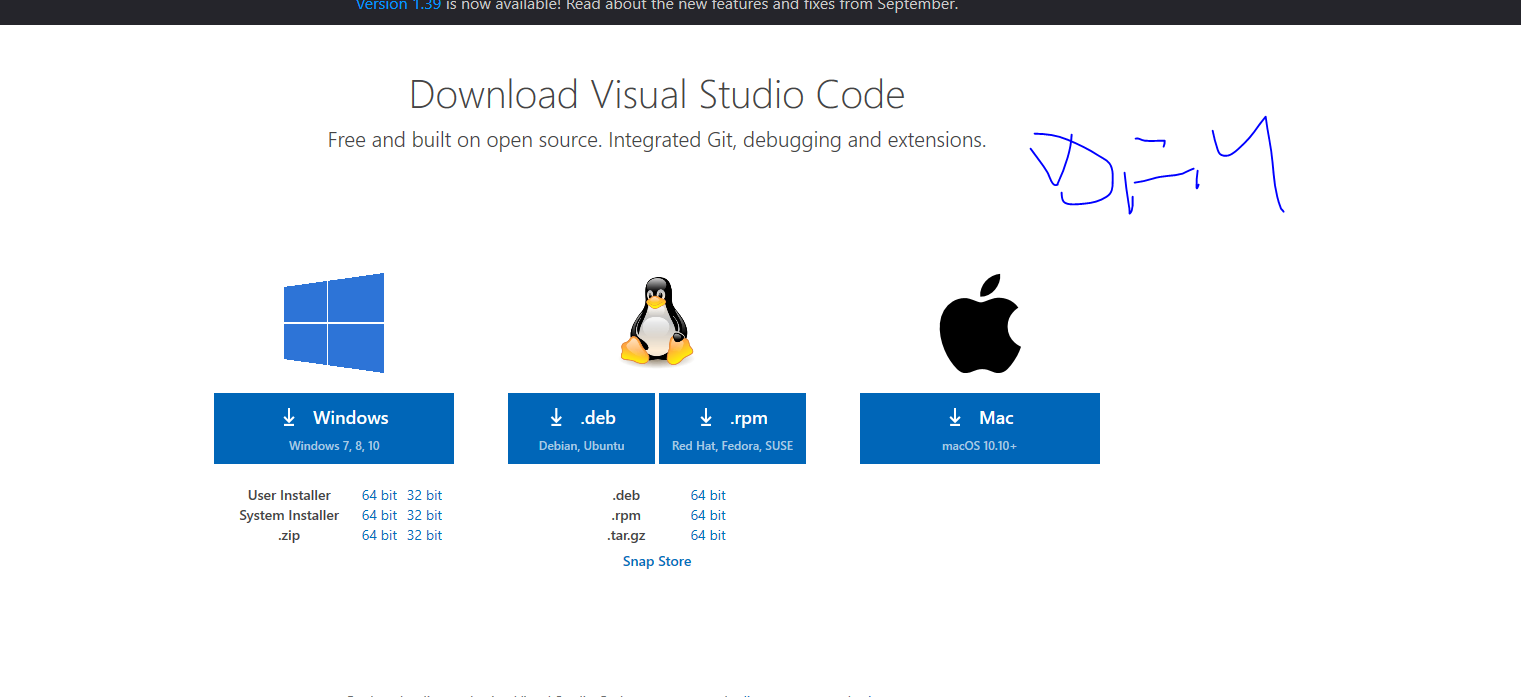 Version 1.39 is now available! Read about the new features and fixes from September.
Download Visual Studio Code
Free and built on open source. Integrated Git, debugging and extensions.
Windows
Windows 7, 8, 10
.deb
Debian, Ubuntu
.rpm
Red Hat, Fedora, SUSE
Mac
macOS 10.10+
User Installer 64 bit 32 bit
System Installer 64 bit 32 bit
.zip 64 bit 32 bit
.deb 64 bit
.rpm 64 bit
.tar.gz 64 bit
Snap Store